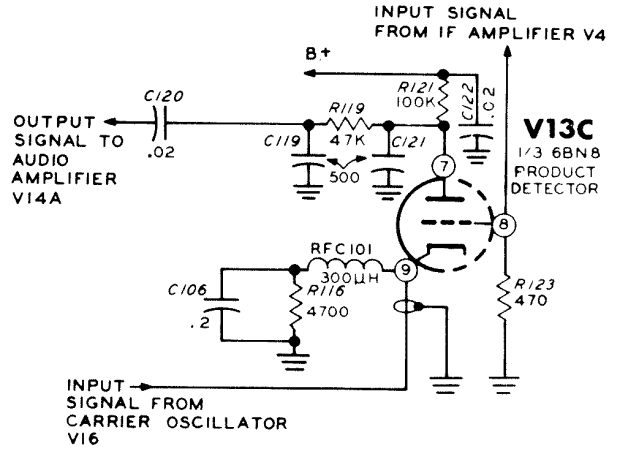 INPUT SIGNAL
FROM IF AMPLIFIER V4
B+
C120
.02
OUTPUT
SIGNAL TO
AUDIO
AMPLIFIER
V14A
R119
47K
C119
C121
500
R121
100K
C122
.02
V13C
1/3 6BN8
PRODUCT
DETECTOR
7
8
9
RFC101
300μH
C106
.2
R116
4700
R123
470
INPUT
SIGNAL FROM
CARRIER OSCILLATOR
V16